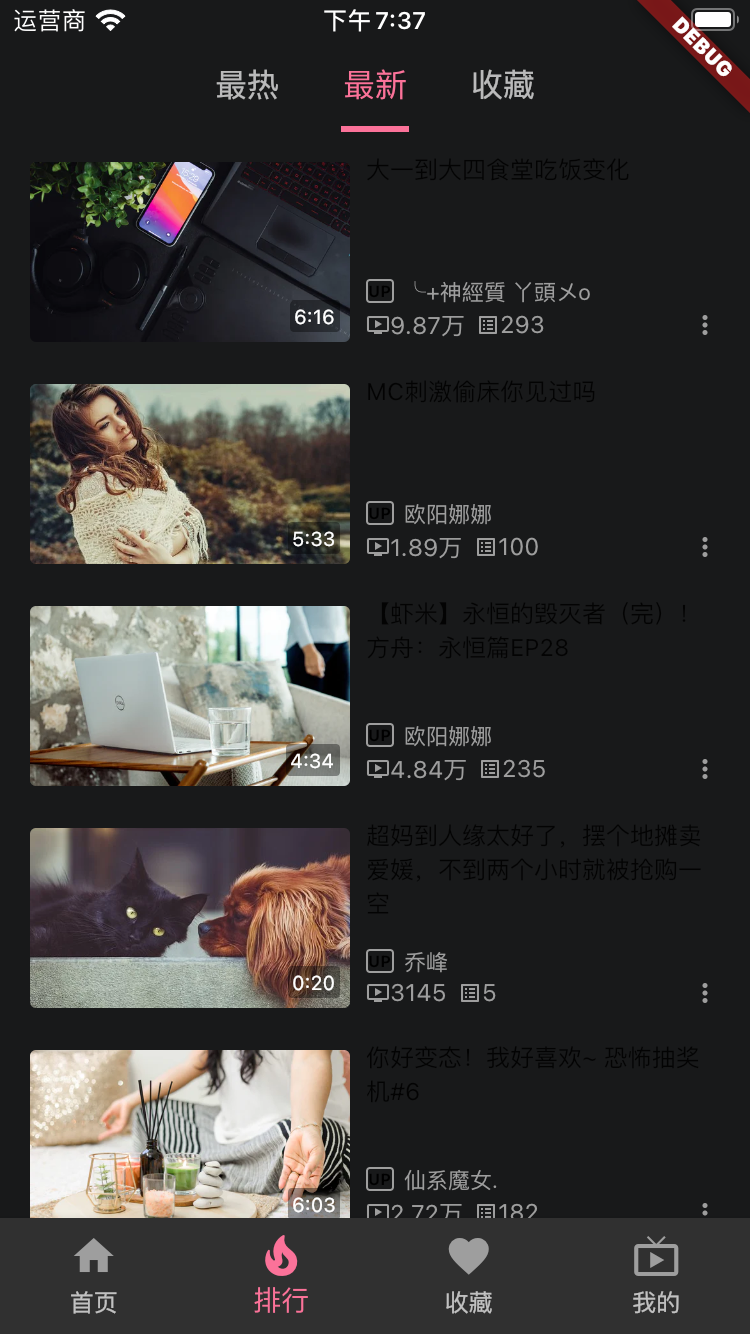 运营商 下午7:37
DEBUG
最热 最新 收藏
大一到大四食堂吃饭变化
6:16
UP ╰+神經質 丫頭メo
9.87万 293
MC刺激偷床你见过吗
5:33
UP 欧阳娜娜
1.89万 100
【虾米】永恒的毁灭者（完）！
方舟：永恒篇EP28
4:34
UP 欧阳娜娜
4.84万 235
超妈到人缘太好了，摆个地摊卖
爱媛，不到两个小时就被抢购一
空
0:20
UP 乔峰
3145 5
你好变态！我好喜欢~ 恐怖抽奖
机#6
6:03
UP 仙系魔女.
2.72万 182
首页 排行 收藏 我的